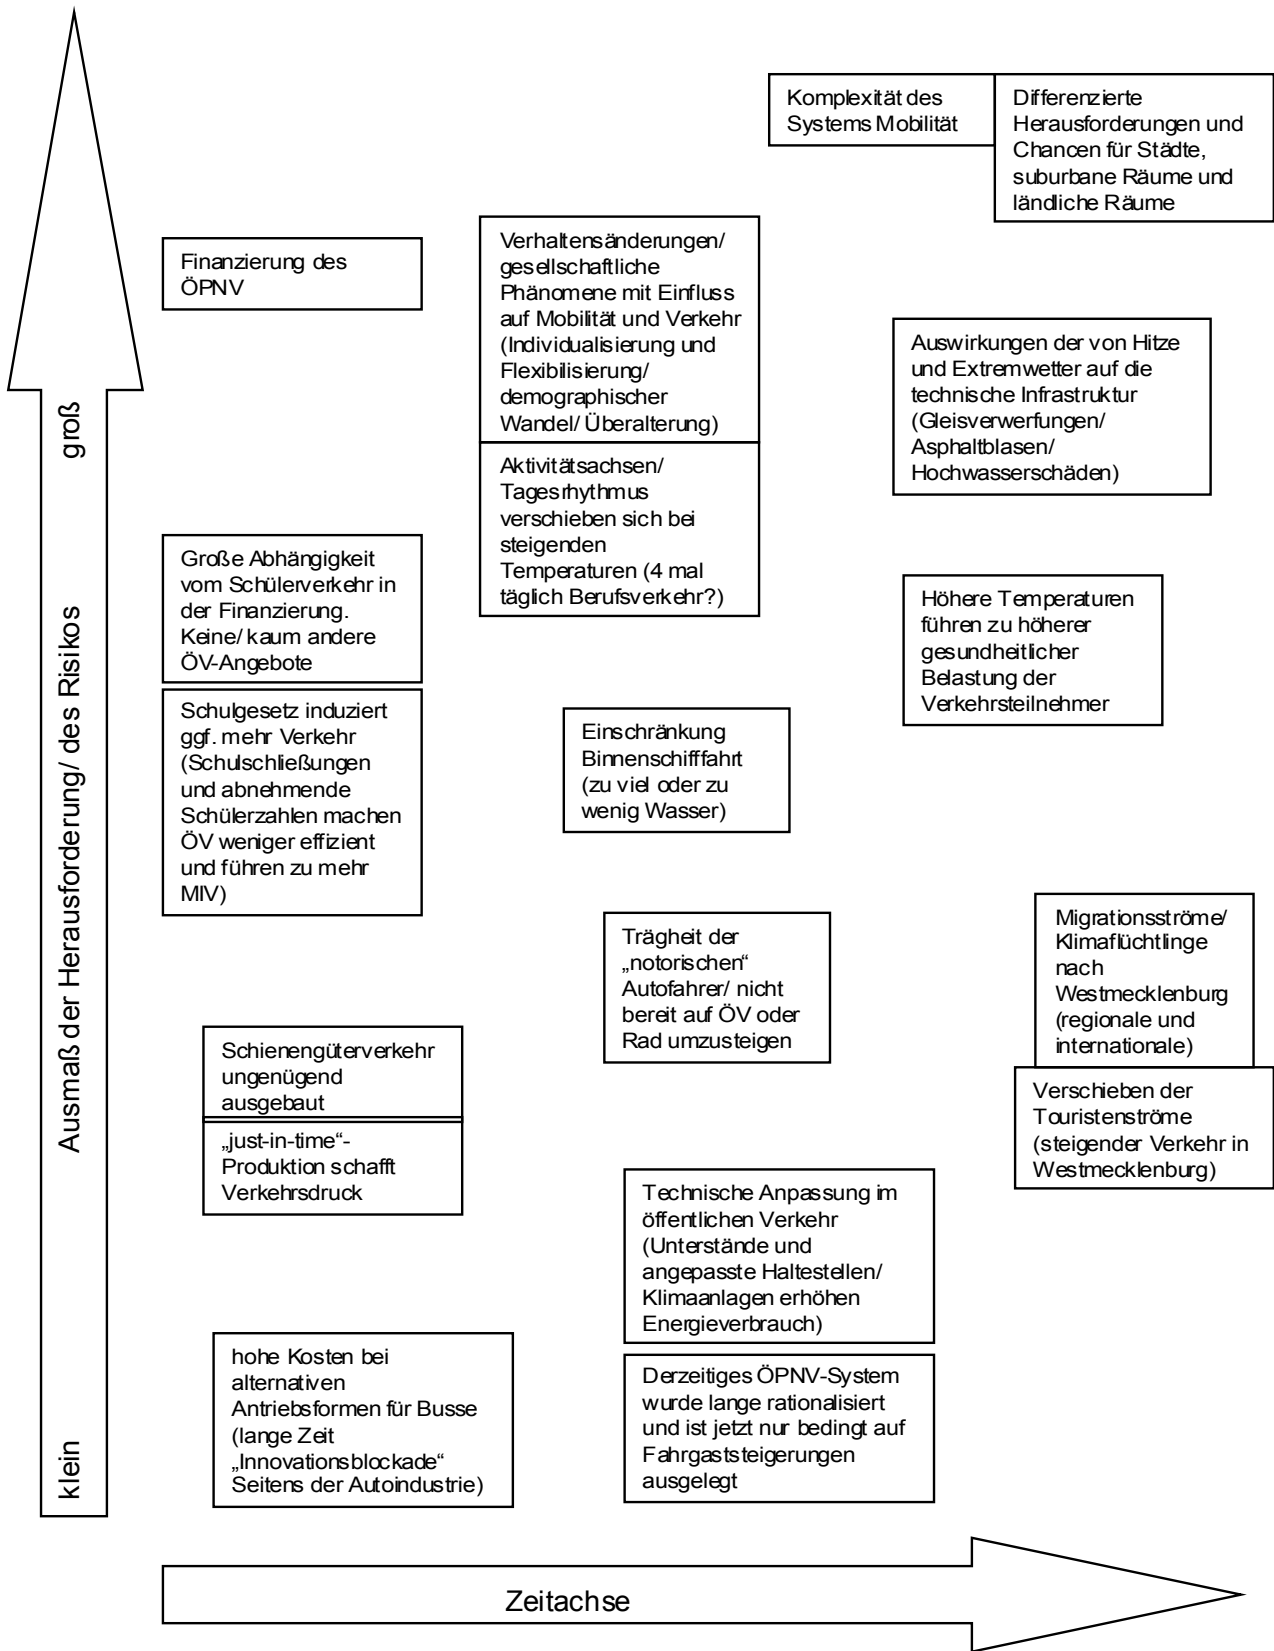 Komplexität des
Systems Mobilität
Differenzierte
Herausforderungen und
Chancen für Städte,
suburbane Räume und
ländliche Räume
Finanzierung des
ÖPNV
Verhaltensänderungen/
gesellschaftliche
Phänomene mit Einfluss
auf Mobilität und Verkehr
(Individualisierung und
Flexibilisierung/
demographischer
Wandel/ Überalterung)
Auswirkungen der von Hitze
und Extremwetter auf die
technische Infrastruktur
(Gleisverwerfungen/
Asphaltblasen/
Hochwasserschäden)
Aktivitätsachsen/
Tagesrhythmus
verschieben sich bei
steigenden
Temperaturen (4 mal
täglich Berufsverkehr?)
Große Abhängigkeit
vom Schülerverkehr in
der Finanzierung.
Keine/ kaum andere
ÖV-Angebote
Höhere Temperaturen
führen zu höherer
gesundheitlicher
Belastung der
Verkehrsteilnehmer
Schulgesetz induziert
ggf. mehr Verkehr
(Schulschließungen
und abnehmende
Schülerzahlen machen
ÖV weniger effizient
und führen zu mehr
MIV)
Einschränkung
Binnenschifffahrt
(zu viel oder zu
wenig Wasser)
Trägheit der
„notorischen“
Autofahrer/ nicht
bereit auf ÖV oder
Rad umzusteigen
Migrationsströme/
Klimaflüchtlinge
nach
Westmecklenburg
(regionale und
internationale)
Schienengüterverkehr
ungenügend
ausgebaut
Verschieben der
Touristenströme
(steigender Verkehr in
Westmecklenburg)
„just-in-time“-
Produktion schafft
Verkehrsdruck
Technische Anpassung im
öffentlichen Verkehr
(Unterstände und
angepasste Haltestellen/
Klimaanlagen erhöhen
Energieverbrauch)
hohe Kosten bei
alternativen
Antriebsformen für Busse
(lange Zeit
„Innovationsblockade“
Seitens der Autoindustrie)
Derzeitiges ÖPNV-System
wurde lange rationalisiert
und ist jetzt nur bedingt auf
Fahrgaststeigerungen
ausgelegt
klein Ausmaß der Herausforderung/ des Risikos groß
Zeitachse